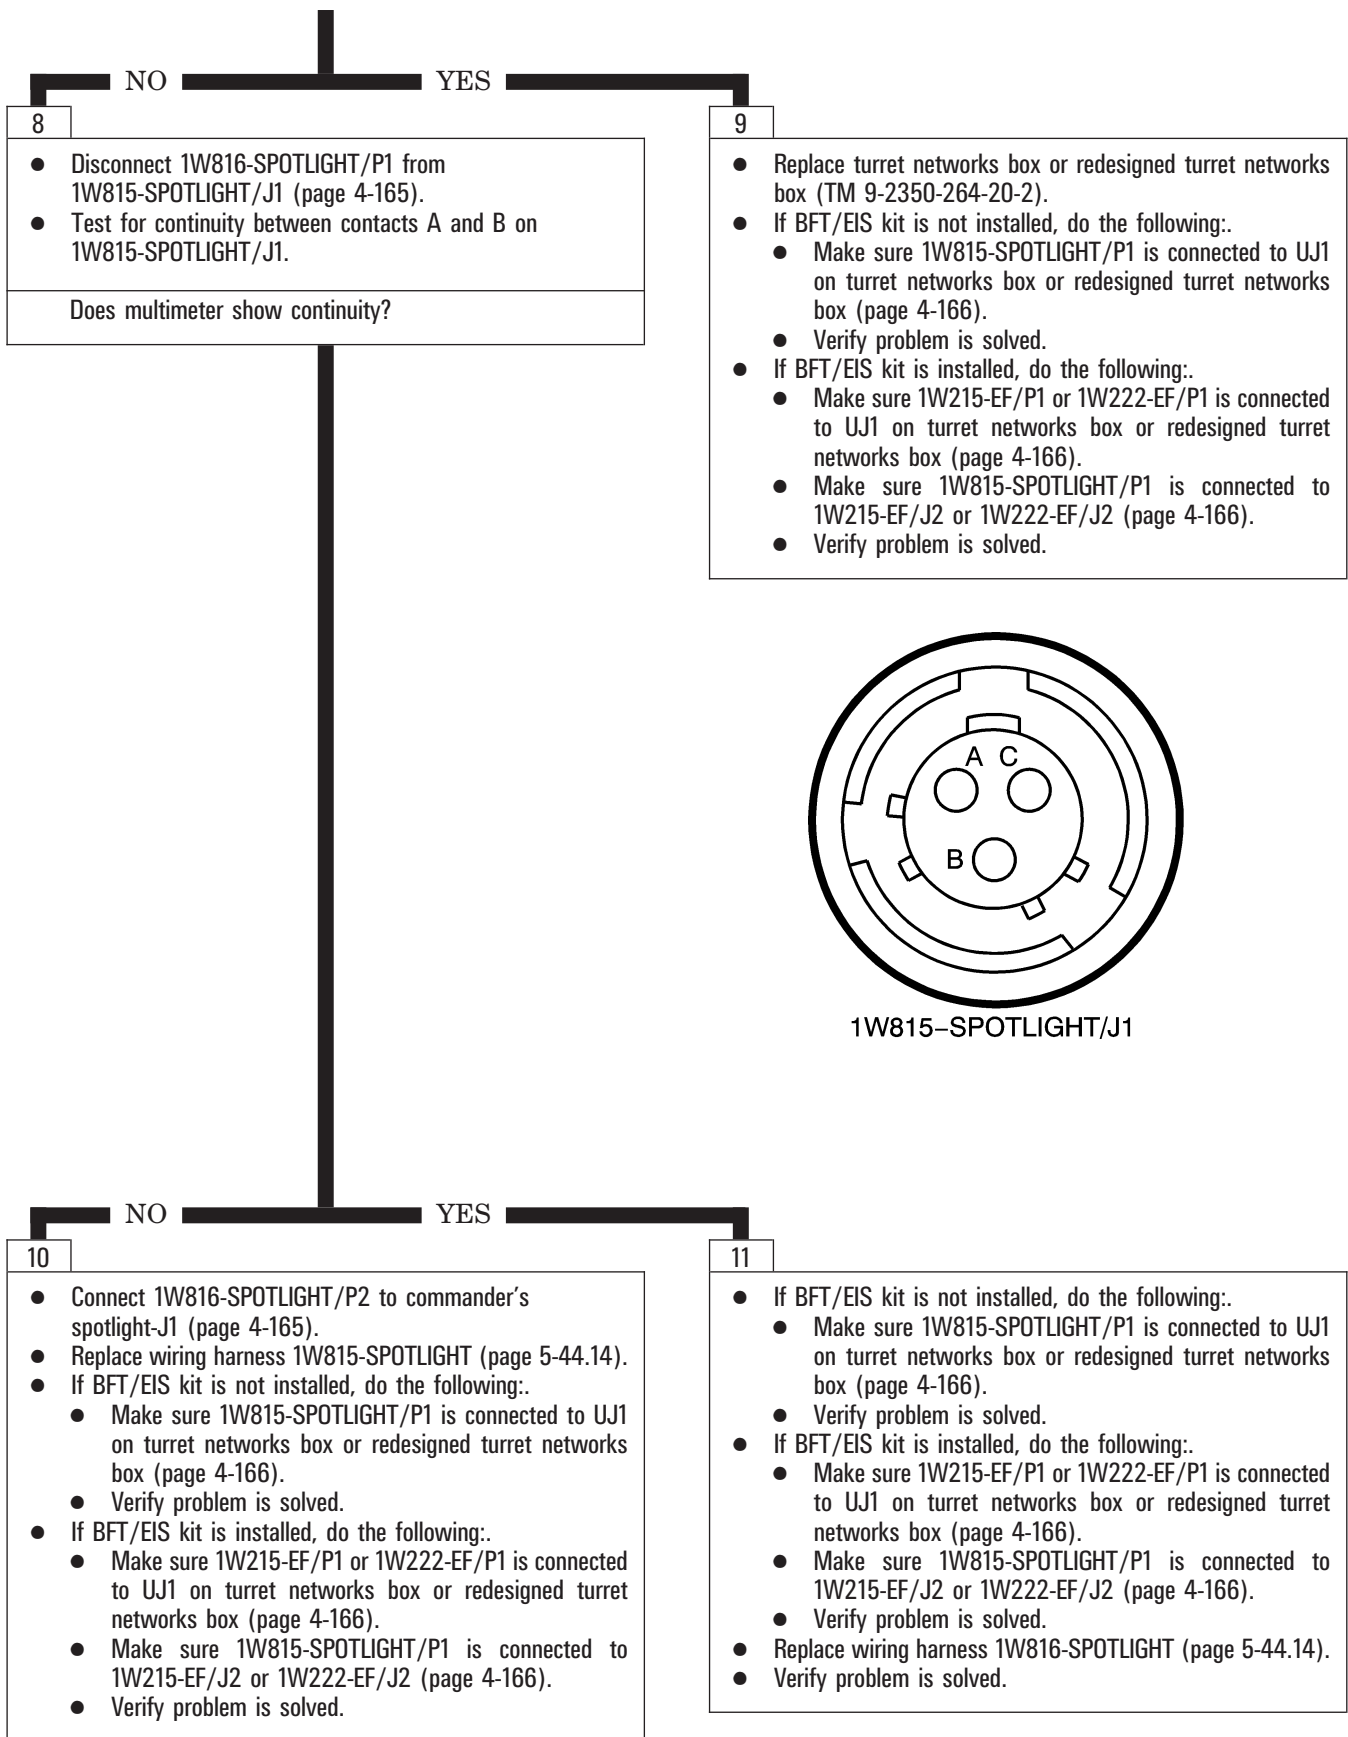 NO
YES
8
● Disconnect 1W816-SPOTLIGHT/P1 from
1W815-SPOTLIGHT/J1 (page 4-165).
● Test for continuity between contacts A and B on
1W815-SPOTLIGHT/J1.
Does multimeter show continuity?
9
● Replace turret networks box or redesigned turret networks
box (TM 9-2350-264-20-2).
● If BFT/EIS kit is not installed, do the following:.
● Make sure 1W815-SPOTLIGHT/P1 is connected to UJ1
on turret networks box or redesigned turret networks
box (page 4-166).
● Verify problem is solved.
● If BFT/EIS kit is installed, do the following:.
● Make sure 1W215-EF/P1 or 1W222-EF/P1 is connected
to UJ1 on turret networks box or redesigned turret
networks box (page 4-166).
● Make sure 1W815-SPOTLIGHT/P1 is connected to
1W215-EF/J2 or 1W222-EF/J2 (page 4-166).
● Verify problem is solved.
A C
B
1W815–SPOTLIGHT/J1
NO
YES
10
● Connect 1W816-SPOTLIGHT/P2 to commander's
spotlight-J1 (page 4-165).
● Replace wiring harness 1W815-SPOTLIGHT (page 5-44.14).
● If BFT/EIS kit is not installed, do the following:.
● Make sure 1W815-SPOTLIGHT/P1 is connected to UJ1
on turret networks box or redesigned turret networks
box (page 4-166).
● Verify problem is solved.
● If BFT/EIS kit is installed, do the following:.
● Make sure 1W215-EF/P1 or 1W222-EF/P1 is connected
to UJ1 on turret networks box or redesigned turret
networks box (page 4-166).
● Make sure 1W815-SPOTLIGHT/P1 is connected to
1W215-EF/J2 or 1W222-EF/J2 (page 4-166).
● Verify problem is solved.
11
● If BFT/EIS kit is not installed, do the following:.
● Make sure 1W815-SPOTLIGHT/P1 is connected to UJ1
on turret networks box or redesigned turret networks
box (page 4-166).
● Verify problem is solved.
● If BFT/EIS kit is installed, do the following:.
● Make sure 1W215-EF/P1 or 1W222-EF/P1 is connected
to UJ1 on turret networks box or redesigned turret
networks box (page 4-166).
● Make sure 1W815-SPOTLIGHT/P1 is connected to
1W215-EF/J2 or 1W222-EF/J2 (page 4-166).
● Verify problem is solved.
● Replace wiring harness 1W816-SPOTLIGHT (page 5-44.14).
● Verify problem is solved.